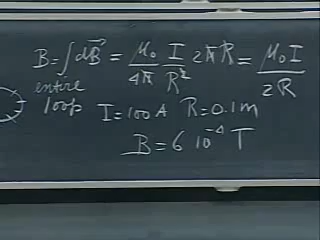 B = ∫ dB⃗ = μ₀/4π I/R² 2πR = μ₀I/2R
entire
loop I = 100 A R = 0.1 m
B = 6 10⁻⁴ T